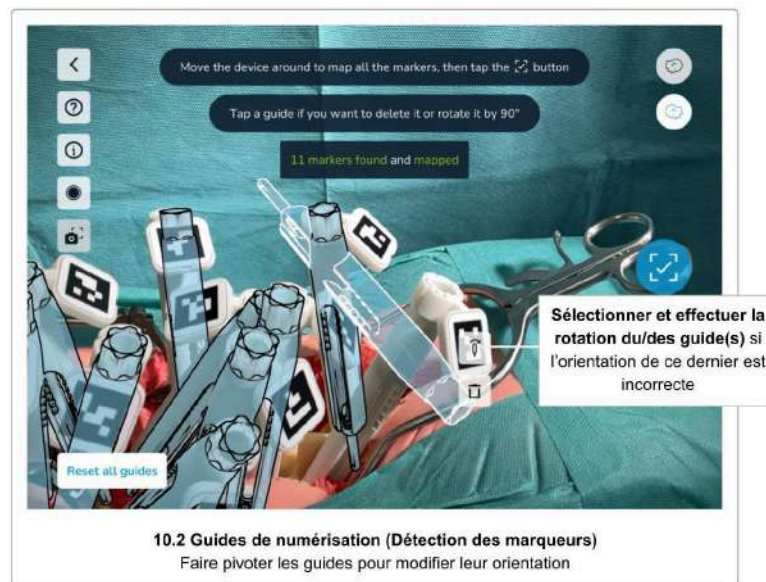 Move the device around to map all the markers, then tap the button
Tap a guide if you want to delete it or rotate it by 90°
11 markers found and mapped
Sélectionner et effectuer la
rotation du/des guide(s) si
l'orientation de ce dernier est
incorrecte
Reset all guides
10.2 Guides de numérisation (Détection des marqueurs)
Faire pivoter les guides pour modifier leur orientation